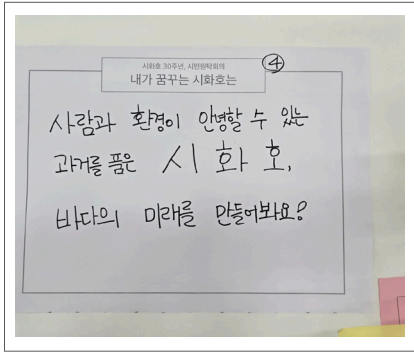 시화호 30주년, 시민원탁회의
④
내가 꿈꾸는 시화호는
사람과 환경이 안녕할 수 있는
과거를 품은 시화호,
바다의 미래를 만들어봐요?